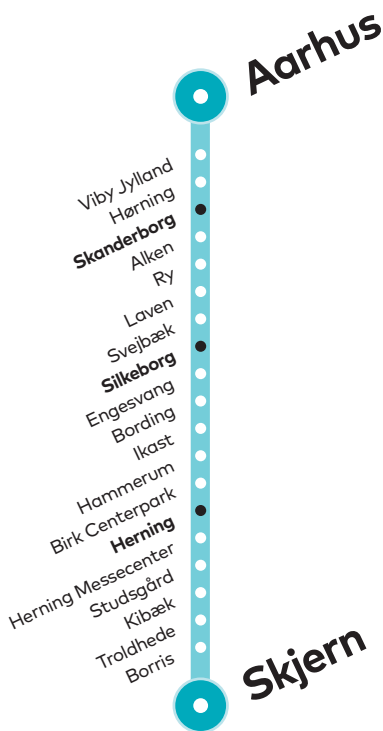 Aarhus
Viby Jylland
Hørning
Skanderborg
Alken
Ry
Laven
Svejbæk
Silkeborg
Engesvang
Bording
Ikast
Hammerum
Birk Centerpark
Herning
Herning Messecenter
Studsgård
Kibæk
Troldhede
Borris
Skjern